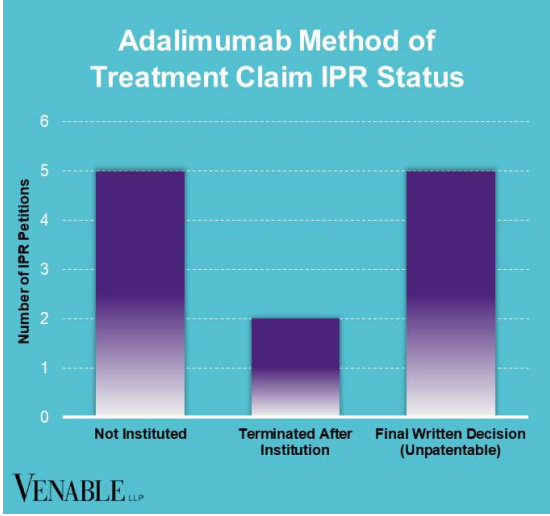 Adalimumab Method of
Treatment Claim IPR Status
Number of IPR Petitions
6
5
4
3
2
1
0
Not Instituted
Terminated After
Institution
Final Written Decision
(Unpatentable)
VENABLE LLP